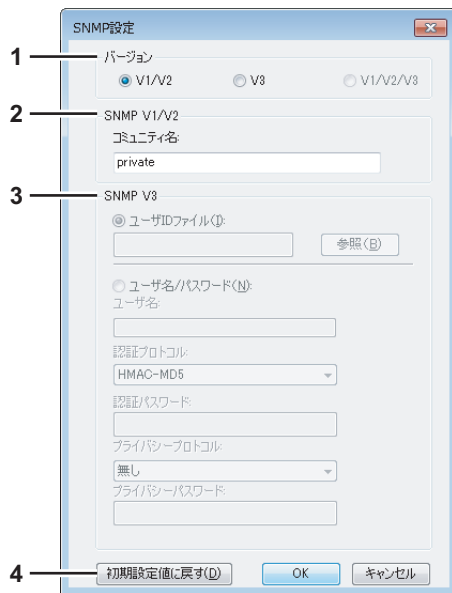 SNMP設定
1
バージョン
V1/V2
V3
V1/V2/V3
2
SNMP V1/V2
コミュニティ名:
private
3
SNMP V3
ユーザIDファイル(I):
参照(B)
ユーザ名/パスワード(N):
ユーザ名:
認証プロトコル:
HMAC-MD5
認証パスワード:
プライバシープロトコル:
無し
プライバシーパスワード:
4
初期設定値に戻す(D)
OK
キャンセル